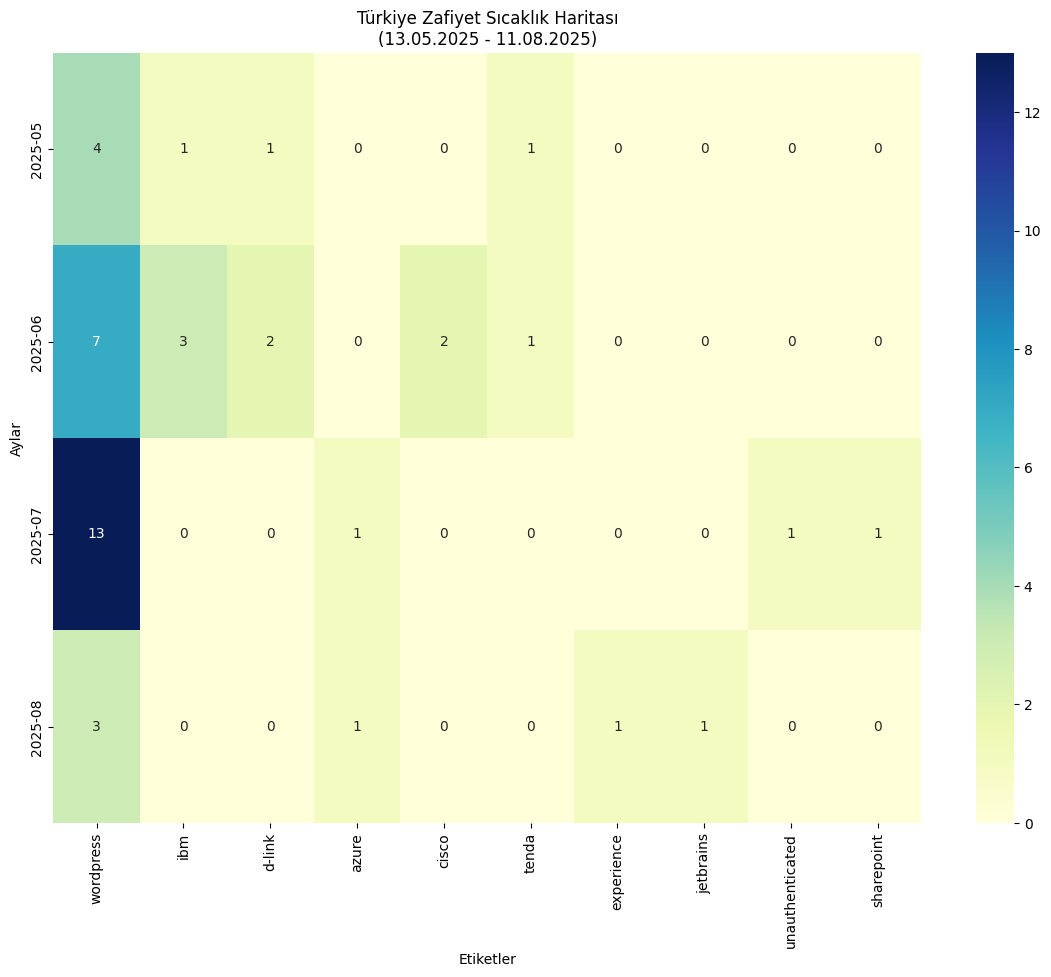 Türkiye Zafiyet Sıcaklık Haritası
(13.05.2025 - 11.08.2025)
Aylar
2025-05
4 1 1 0 0 1 0 0 0 0
2025-06
7 3 2 0 2 1 0 0 0 0
2025-07
13 0 0 1 0 0 0 0 1 1
2025-08
3 0 0 1 0 0 1 1 0 0
wordpress
ibm
d-link
azure
cisco
tenda
experience
jetbrains
unauthenticated
sharepoint
Etiketler
12
10
8
6
4
2
0